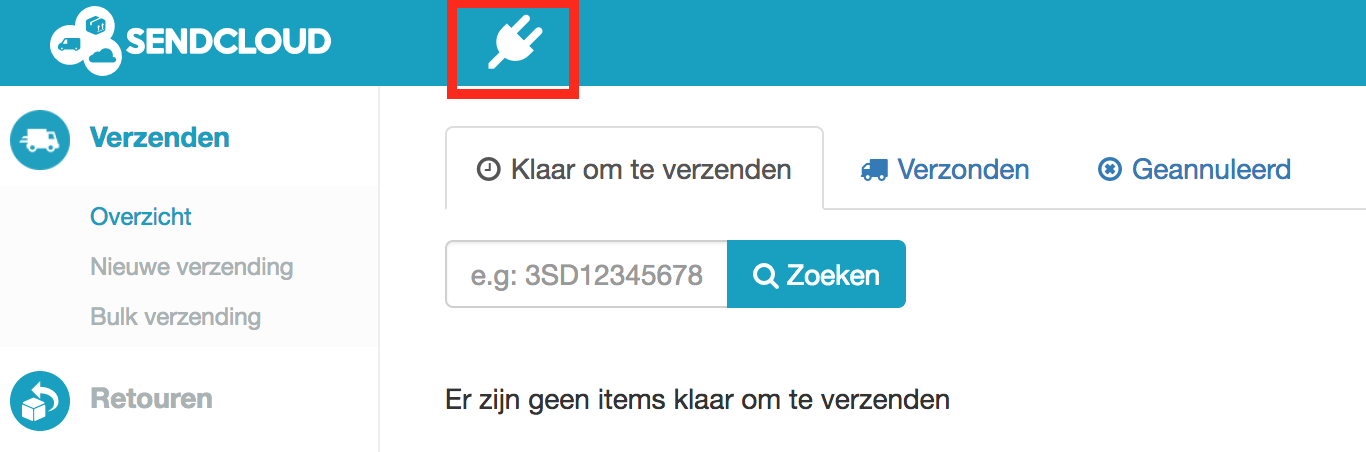 SENDCLOUD
Verzenden
Overzicht
Nieuwe verzending
Bulk verzending
Retouren
Klaar om te verzenden
Verzonden
Geannuleerd
e.g: 3SD12345678
Zoeken
Er zijn geen items klaar om te verzenden